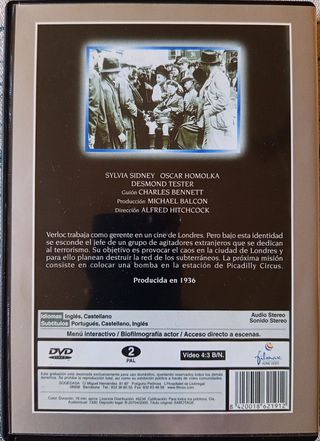 SYLVIA SIDNEY OSCAR HOMOLKA
DESMOND TESTER
Guión CHARLES BENNETT
Producción MICHAEL BALCON
Dirección ALFRED HITCHCOCK
Verloc trabaja como gerente en un cine de Londres. Pero bajo esta identidad
se esconde el jefe de un grupo de agitadores extranjeros que se dedican
al terrorismo. Su objetivo es provocar el caos en la ciudad de Londres y
para ello planean destruir la red de los subterráneos. La próxima misión
consiste en colocar una bomba en la estación de Picadilly Circus.
Producida en 1936
Idiomas Inglés, Castellano
Subtítulos Portugués, Castellano, Inglés
Audio Stereo
Sonido Stereo
Menú interactivo / Biofilmografía actor / Acceso directo a escenas.
DVD
VIDEO
2
PAL
Vídeo 4:3 B/N.
filmax
HOME VIDEO
8420018621912